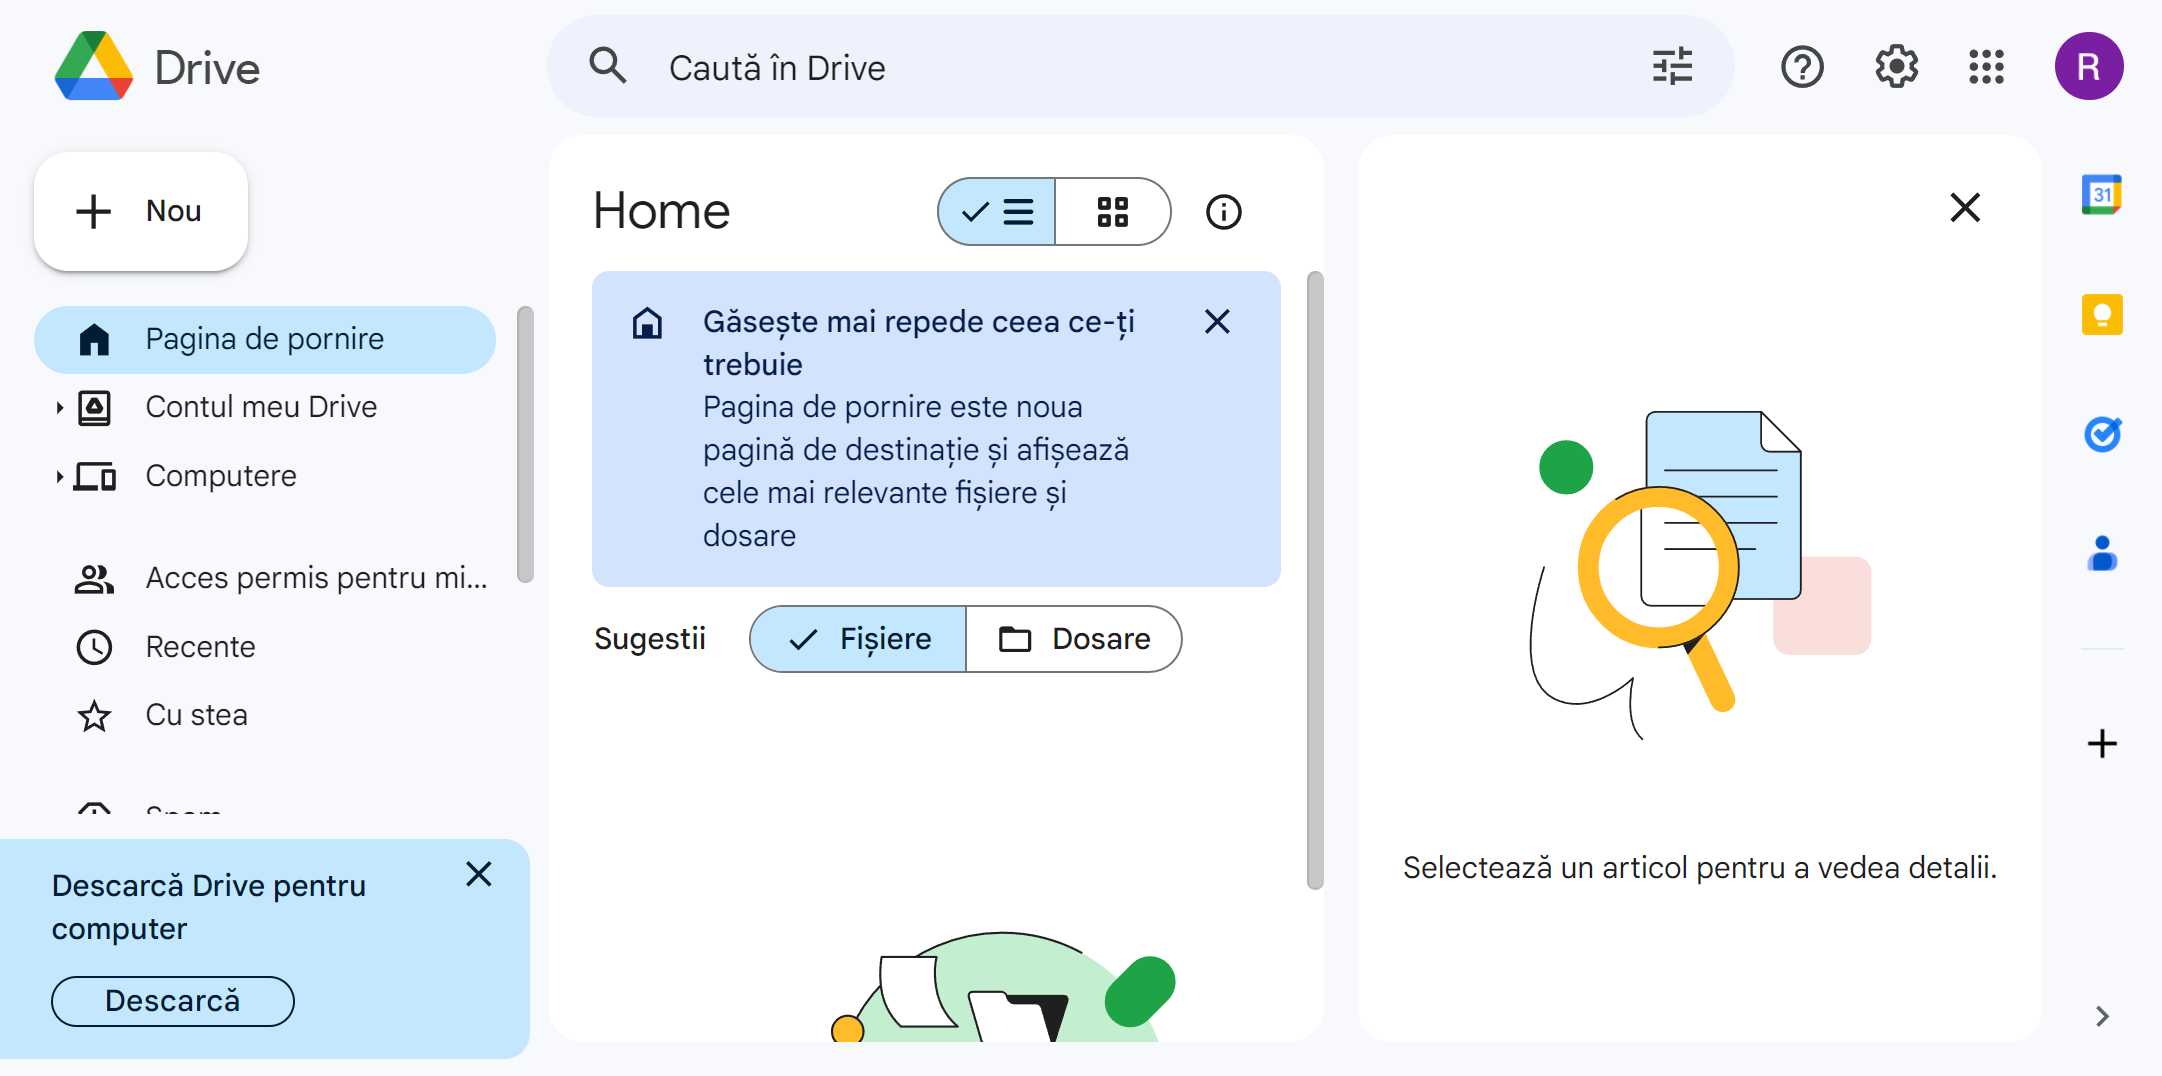 Drive
Caută în Drive
R
Nou
Pagina de pornire
Contul meu Drive
Computere
Acces permis pentru mi...
Recente
Cu stea
Spam
Descarcă Drive pentru
computer
Descarcă
Home
Găsește mai repede ceea ce-ți
trebuie
Pagina de pornire este noua
pagină de destinație și afișează
cele mai relevante fișiere și
dosare
Sugestii
Fișiere
Dosare
Selectează un articol pentru a vedea detalii.
31